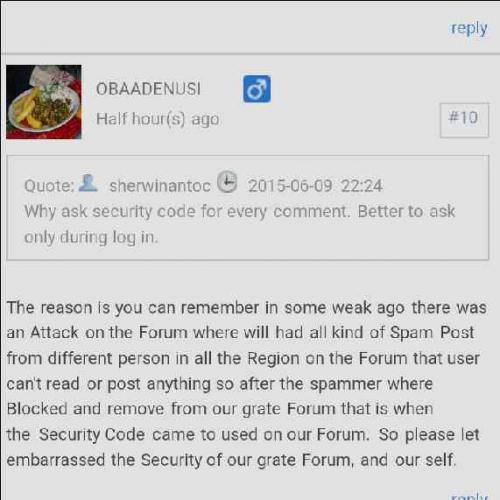 reply
OBAADENUSI
Half hour(s) ago
#10
Quote: sherwinantoc 2015-06-09 22:24
Why ask security code for every comment. Better to ask
only during log in.
The reason is you can remember in some weak ago there was
an Attack on the Forum where will had all kind of Spam Post
from different person in all the Region on the Forum that user
can't read or post anything so after the spammer where
Blocked and remove from our grate Forum that is when
the Security Code came to used on our Forum. So please let
embarrassed the Security of our grate Forum, and our self.
reply